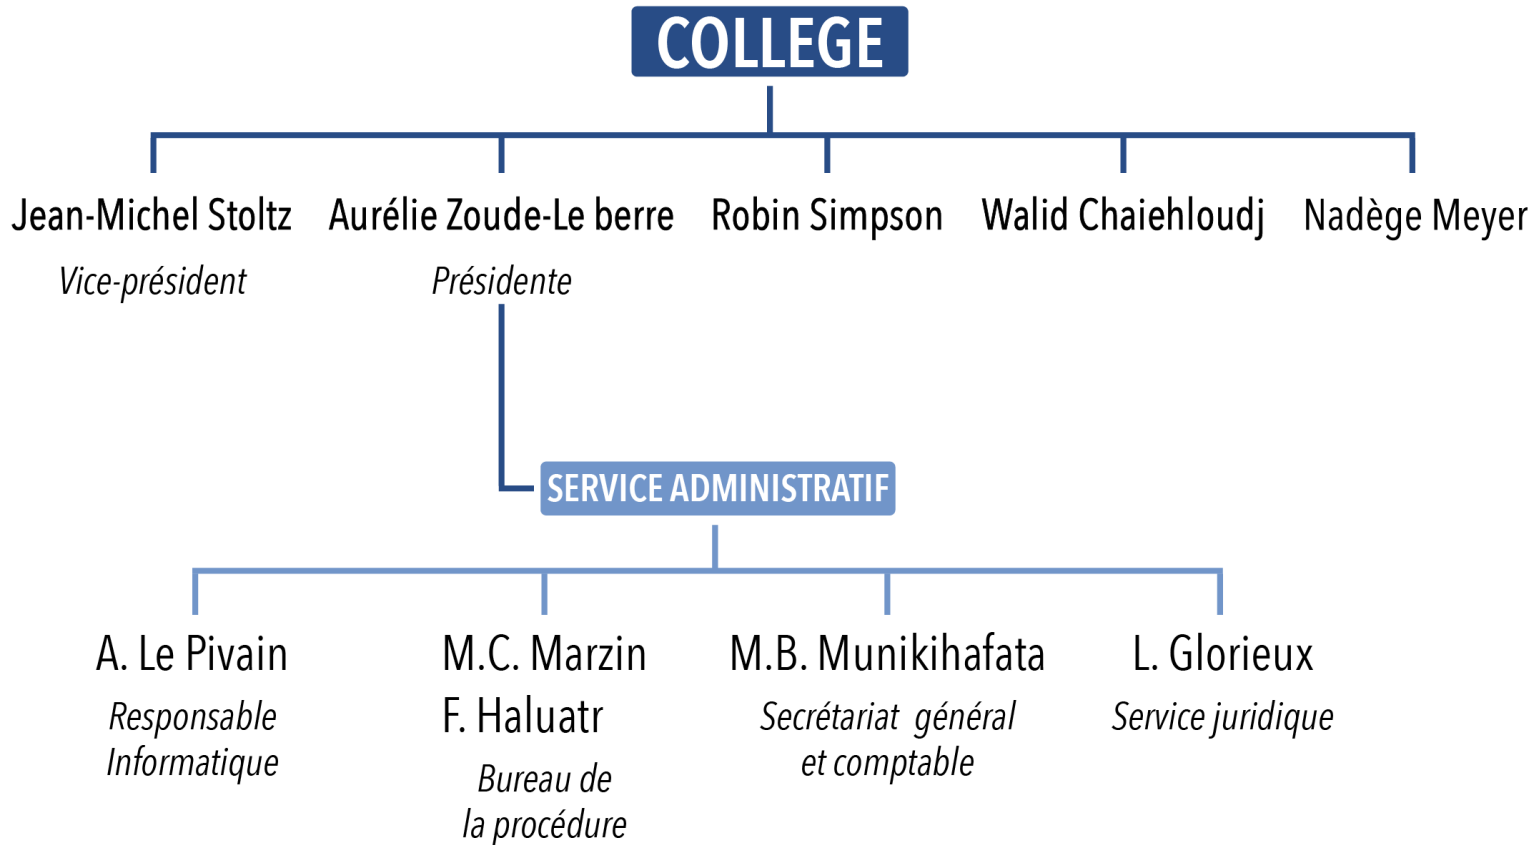 COLLEGE
Jean-Michel Stoltz
Vice-président
Aurélie Zoude-Le berre
Présidente
Robin Simpson
Walid Chaiehloudj
Nadège Meyer
SERVICE ADMINISTRATIF
A. Le Pivain
Responsable
Informatique
M.C. Marzin
F. Haluatr
Bureau de
la procédure
M.B. Munikihafata
Secrétariat général
et comptable
L. Glorieux
Service juridique